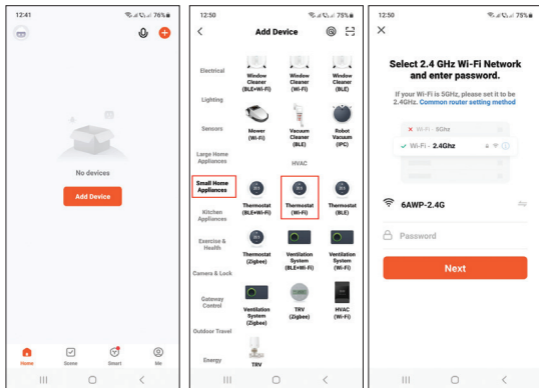 12:41
76%
No devices
Add Device
Home
Scene
Smart
Me
12:50
75%
Add Device
Electrical
Lighting
Sensors
Large Home
Appliances
Small Home
Appliances
Kitchen
Appliances
Exercise &
Health
Camera & Lock
Gateway
Control
Outdoor Travel
Energy
Window
Cleaner
(BLE+Wi-Fi)
Window
Cleaner
(Wi-Fi)
Window
Cleaner
(BLE)
Mower
(Wi-Fi)
Vacuum
Cleaner
(BLE)
Robot
Vacuum
(IPC)
HVAC
Thermostat
(BLE+Wi-Fi)
Thermostat
(Wi-Fi)
Thermostat
(BLE)
Thermostat
(Zigbee)
Ventilation
System
(BLE+Wi-Fi)
Ventilation
System
(Wi-Fi)
Ventilation
System
(Zigbee)
TRV
(Zigbee)
HVAC
(Wi-Fi)
TRV
12:50
75%
Select 2.4 GHz Wi-Fi Network
and enter password.
If your Wi-Fi is 5GHz, please set it to be
2.4GHz. Common router setting method
Wi-Fi - 5Ghz
Wi-Fi - 2.4Ghz
6AWP-2.4G
Password
Next